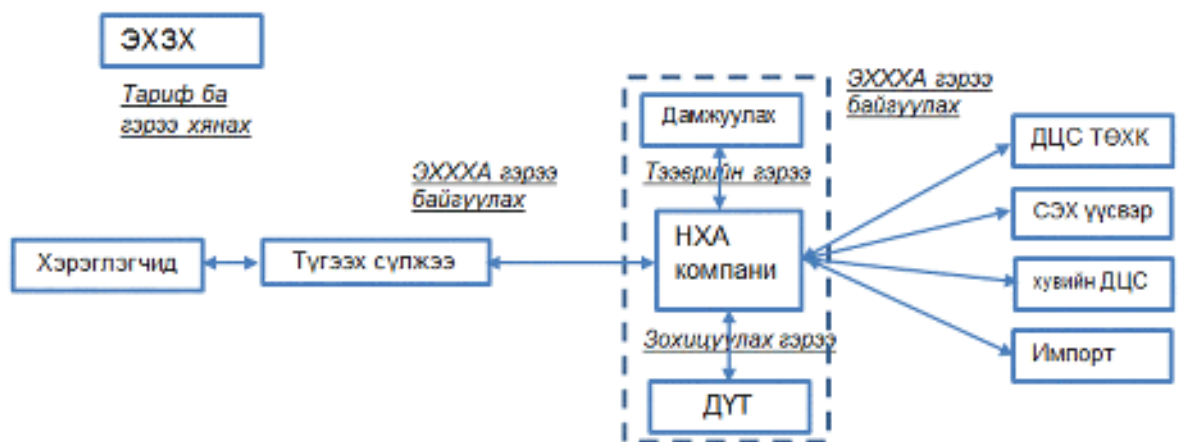 ЭХЗХ
Тариф ба
гэрээ хянах
ЭХХХА гэрээ
байгуулах
Дамжуулах
ДЦС ТӨХК
ЭХХХА гэрээ
байгуулах
Тээврийн гэрээ
СЭХ үүсвэр
НХА
компани
Хэрэглэгчид
Түгээх сүлжээ
хувийн ДЦС
Зохицуулах гэрээ
Импорт
ДҮТ